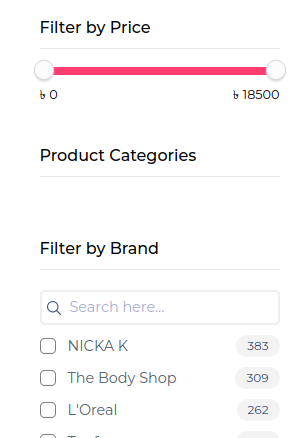 Filter by Price
৳ 0
৳ 18500
Product Categories
Filter by Brand
Search here...
NICKA K 383
The Body Shop 309
L'Oreal 262